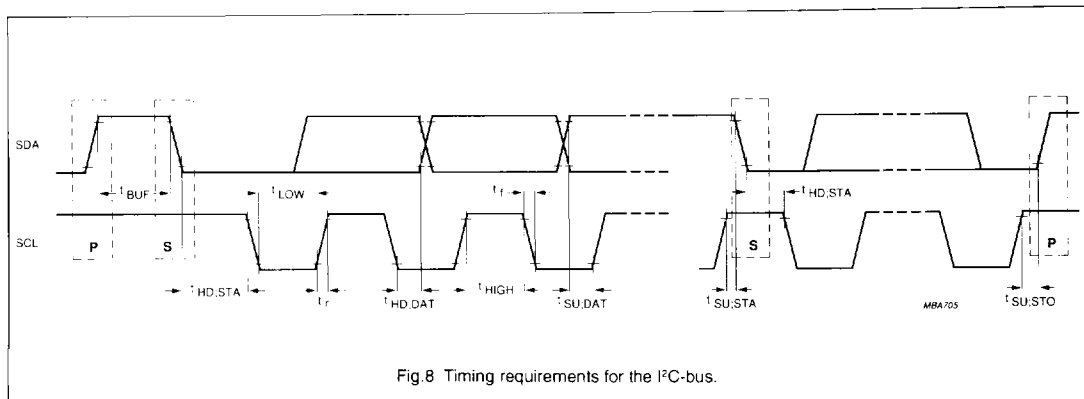 SDA
t BUF
t LOW
t f
t HD;STA
SCL
P
S
S
P
t HD;STA
t r
t HD;DAT
t HIGH
t SU;DAT
t SU;STA
MBA705
t SU;STO
Fig.8 Timing requirements for the I²C-bus.